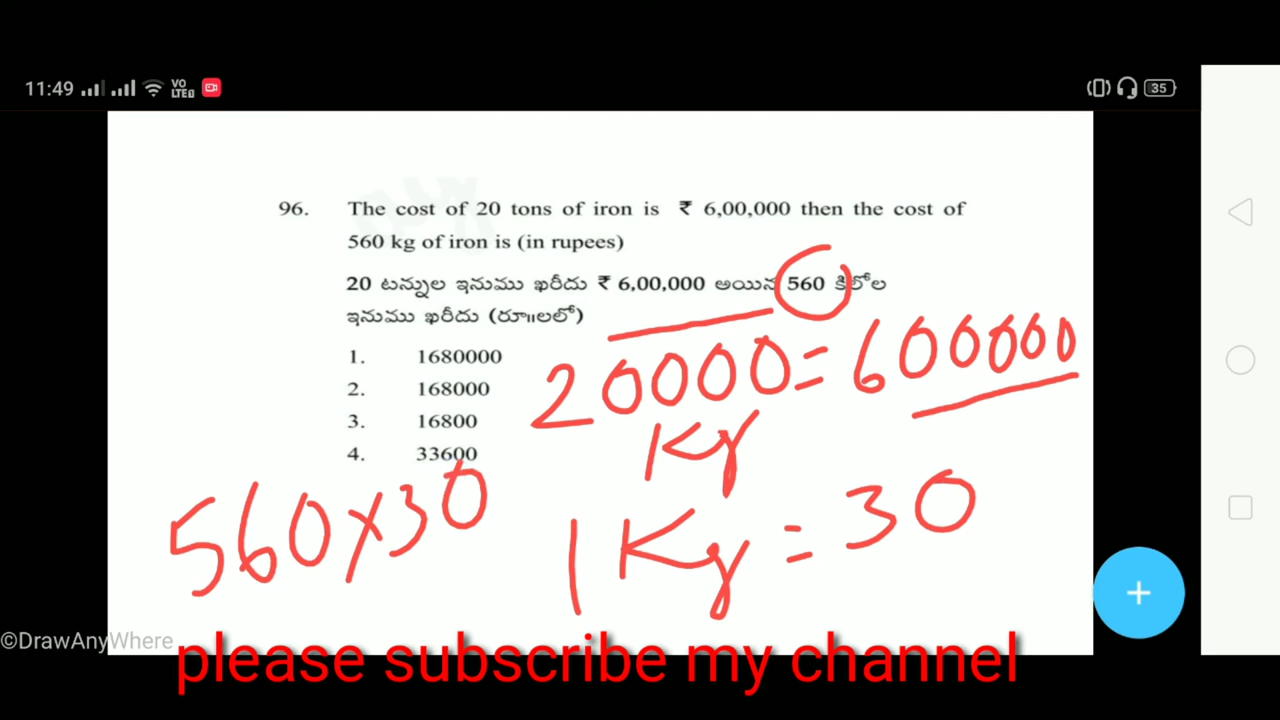 11:49
VO
LTE
35
96. The cost of 20 tons of iron is ₹ 6,00,000 then the cost of
560 kg of iron is (in rupees)
20 టన్నుల ఇనుము ఖరీదు ₹ 6,00,000 అయిన 560 కిలోల
ఇనుము ఖరీదు (రూ॥లలో)
1. 1680000
2. 168000
3. 16800
4. 33600
20000 = 600000
Kg
560x30
1 Kg = 30
+
©DrawAnyWhere
please subscribe my channel